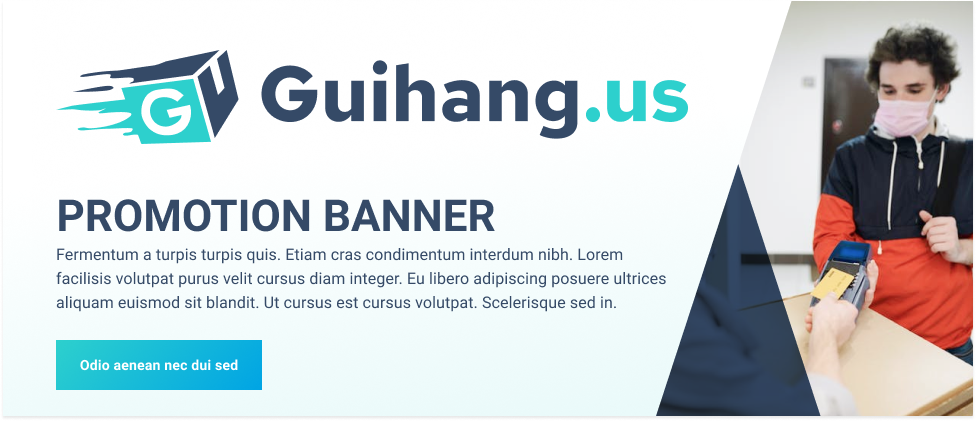 G U
Guihang.us
PROMOTION BANNER
Fermentum a turpis turpis quis. Etiam cras condimentum interdum nibh. Lorem
facilisis volutpat purus velit cursus diam integer. Eu libero adipiscing posuere ultrices
aliquam euismod sit blandit. Ut cursus est cursus volutpat. Scelerisque sed in.
Odio aenean nec dui sed